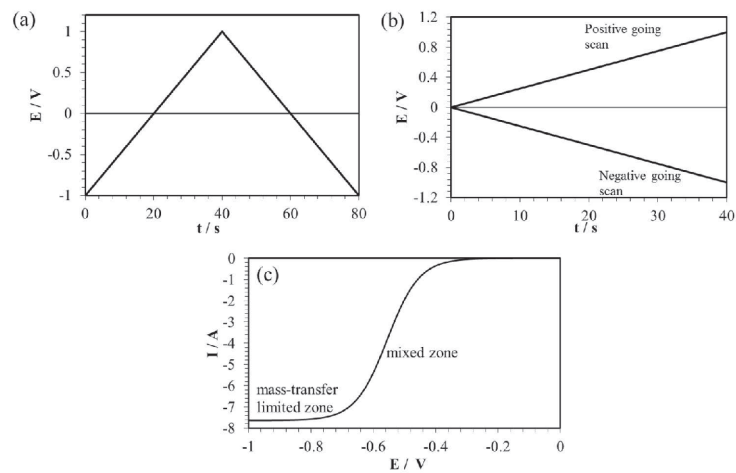 (a)
1
0.5
0
-0.5
-1
E / V
0 20 40 60 80
t / s
(b)
1.2
0.8
0.4
0
-0.4
-0.8
-1.2
E / V
Positive going
scan
Negative going
scan
0 10 20 30 40
t / s
(c)
0
-1
-2
-3
-4
-5
-6
-7
-8
I / A
mixed zone
mass-transfer
limited zone
-1 -0.8 -0.6 -0.4 -0.2 0
E / V